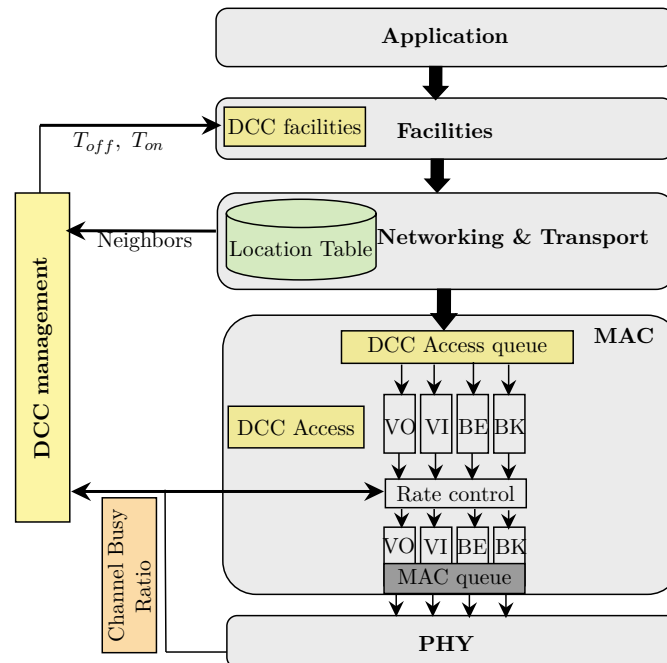 Application
DCC facilities
Facilities
T_off, T_on
Neighbors
Location Table
Networking & Transport
DCC management
MAC
DCC Access queue
DCC Access
VO VI BE BK
Rate control
VO VI BE BK
MAC queue
Channel Busy
Ratio
PHY